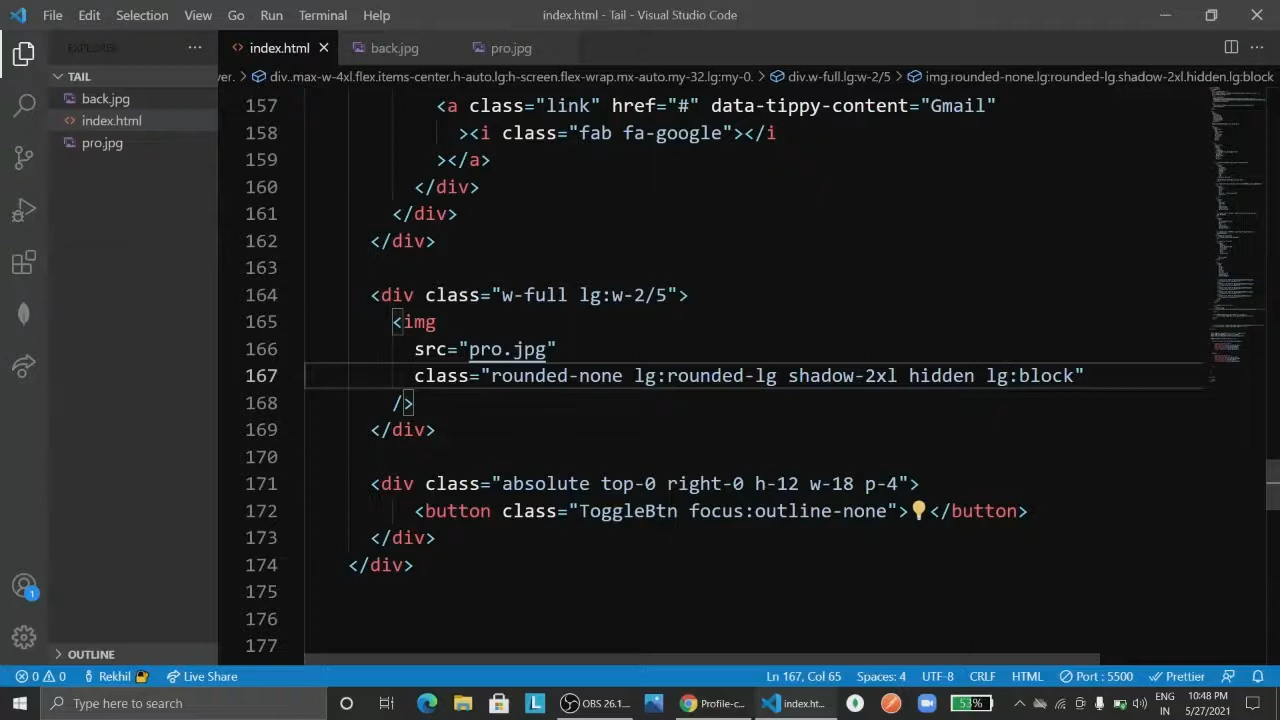 File Edit Selection View Go Run Terminal Help index.html - Tail - Visual Studio Code
EXPLORER ... index.html back.jpg pro.jpg
TAIL
ver. > div..max-w-4xl.flex.items-center.h-auto.lg:h-screen.flex-wrap.mx-auto.my-32.lg:my-0. > div.w-full.lg:w-2/5 > img.rounded-none.lg:rounded-lg.shadow-2xl.hidden.lg:block
back.jpg
index.html
pro.jpg
157 <a class="link" href="#" data-tippy-content="Gmail"
158 ><i class="fab fa-google"></i
159 ></a>
160 </div>
161 </div>
162 </div>
163
164 <div class="w-full lg:w-2/5">
165 <img
166 src="pro.jpg"
167 class="rounded-none lg:rounded-lg shadow-2xl hidden lg:block"
168 />
169 </div>
170
171 <div class="absolute top-0 right-0 h-12 w-18 p-4">
172 <button class="ToggleBtn focus:outline-none">💡</button>
173 </div>
174 </div>
175
176
177
1
OUTLINE
0 0 Rekhil 🔐 Live Share Ln 167, Col 65 Spaces: 4 UTF-8 CRLF HTML Port : 5500 Prettier
Type here to search L OBS 26.1... Profile-c... index.ht... 53% ENG 10:48 PM
IN 5/27/2021